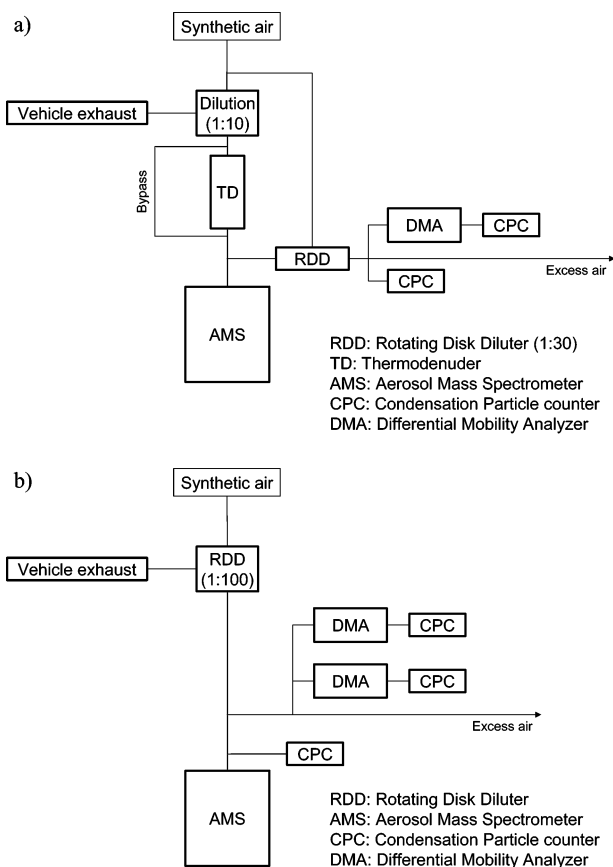 a)
Synthetic air
Vehicle exhaust
Dilution
(1:10)
Bypass
TD
DMA
CPC
RDD
Excess air
CPC
AMS
RDD: Rotating Disk Diluter (1:30)
TD: Thermodenuder
AMS: Aerosol Mass Spectrometer
CPC: Condensation Particle counter
DMA: Differential Mobility Analyzer
b)
Synthetic air
Vehicle exhaust
RDD
(1:100)
DMA
CPC
DMA
CPC
Excess air
CPC
AMS
RDD: Rotating Disk Diluter
AMS: Aerosol Mass Spectrometer
CPC: Condensation Particle counter
DMA: Differential Mobility Analyzer